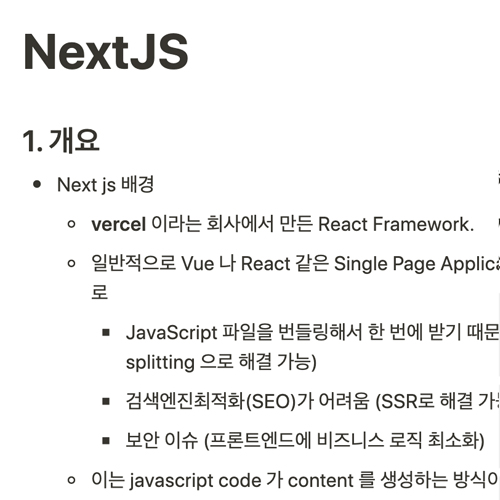 NextJS
1. 개요
Next js 배경
vercel 이라는 회사에서 만든 React Framework.
일반적으로 Vue 나 React 같은 Single Page Applic
로
JavaScript 파일을 번들링해서 한 번에 받기 때문
splitting 으로 해결 가능)
검색엔진최적화(SEO)가 어려움 (SSR로 해결 가
보안 이슈 (프론트엔드에 비즈니스 로직 최소화)
이는 javascript code 가 content 를 생성하는 방식